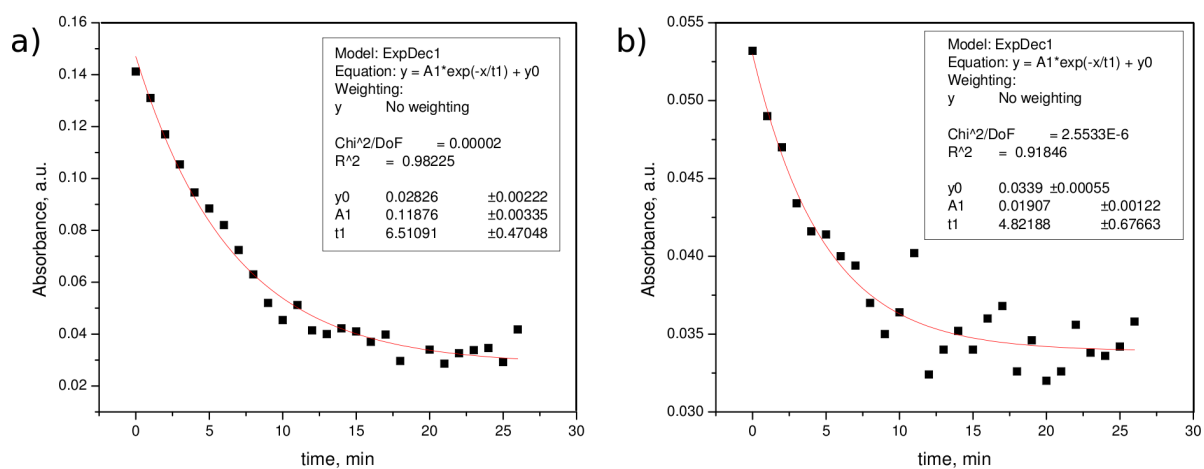 a)
0.16
0.14
0.12
0.10
0.08
0.06
0.04
0.02
Absorbance, a.u.
Model: ExpDec1
Equation: y = A1*exp(-x/t1) + y0
Weighting:
y No weighting
Chi^2/DoF = 0.00002
R^2 = 0.98225
y0 0.02826 ±0.00222
A1 0.11876 ±0.00335
t1 6.51091 ±0.47048
0 5 10 15 20 25 30
time, min
b)
0.055
0.050
0.045
0.040
0.035
0.030
Absorbance, a.u.
Model: ExpDec1
Equation: y = A1*exp(-x/t1) + y0
Weighting:
y No weighting
Chi^2/DoF = 2.5533E-6
R^2 = 0.91846
y0 0.0339 ±0.00055
A1 0.01907 ±0.00122
t1 4.82188 ±0.67663
0 5 10 15 20 25 30
time, min